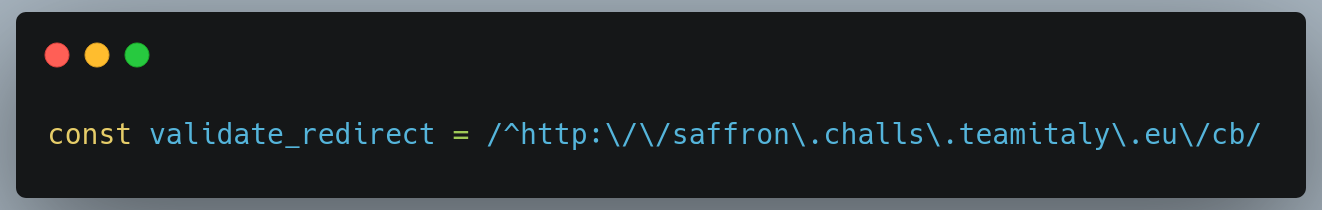 const validate_redirect = /^http:\/\/saffron\.challs\.teamitaly\.eu\/cb/